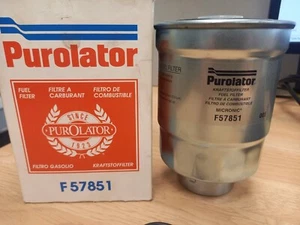 Purolator
FUEL FILTER
FILTRE A CARBURANT
FILTRO DE COMBUSTIBLE
SINCE
PUROLATOR
1923
FILTRO GASOLIO
KRAFTSTOFFILTER
F57851
Purolator
KRAFTSTOFFILTER
FUEL FILTER
FILTRE A CARBURANT
FILTRO DE COMBUSTIBLE
MICRONIC
F57851